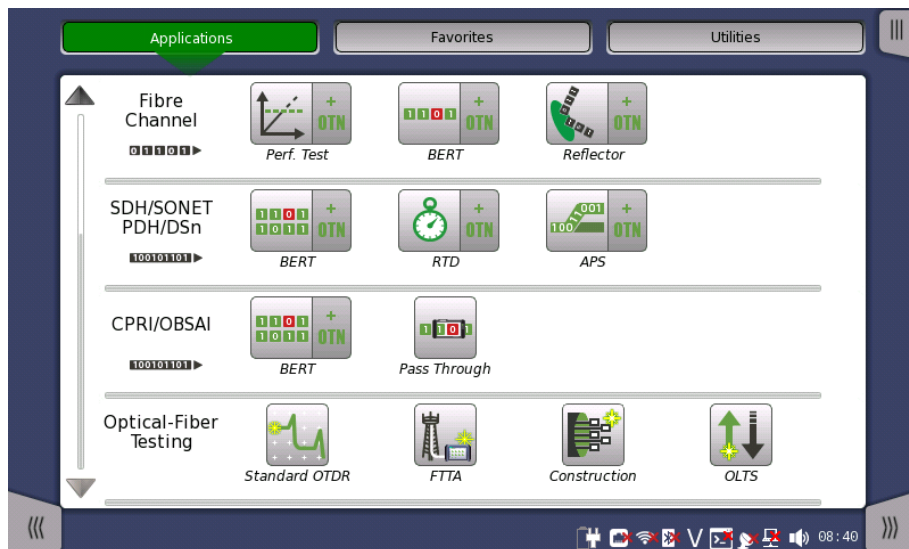 Applications
Favorites
Utilities
Fibre
Channel
01101
+
OTN
Perf. Test
1101
+
OTN
BERT
+
OTN
Reflector
SDH/SONET
PDH/DSn
100101101
1101
1011
+
OTN
BERT
+
OTN
RTD
001
100
+
OTN
APS
CPRI/OBSAI
100101101
1101
1011
+
OTN
BERT
1101
Pass Through
Optical-Fiber
Testing
Standard OTDR
FTTA
Construction
OLTS
V
08:40